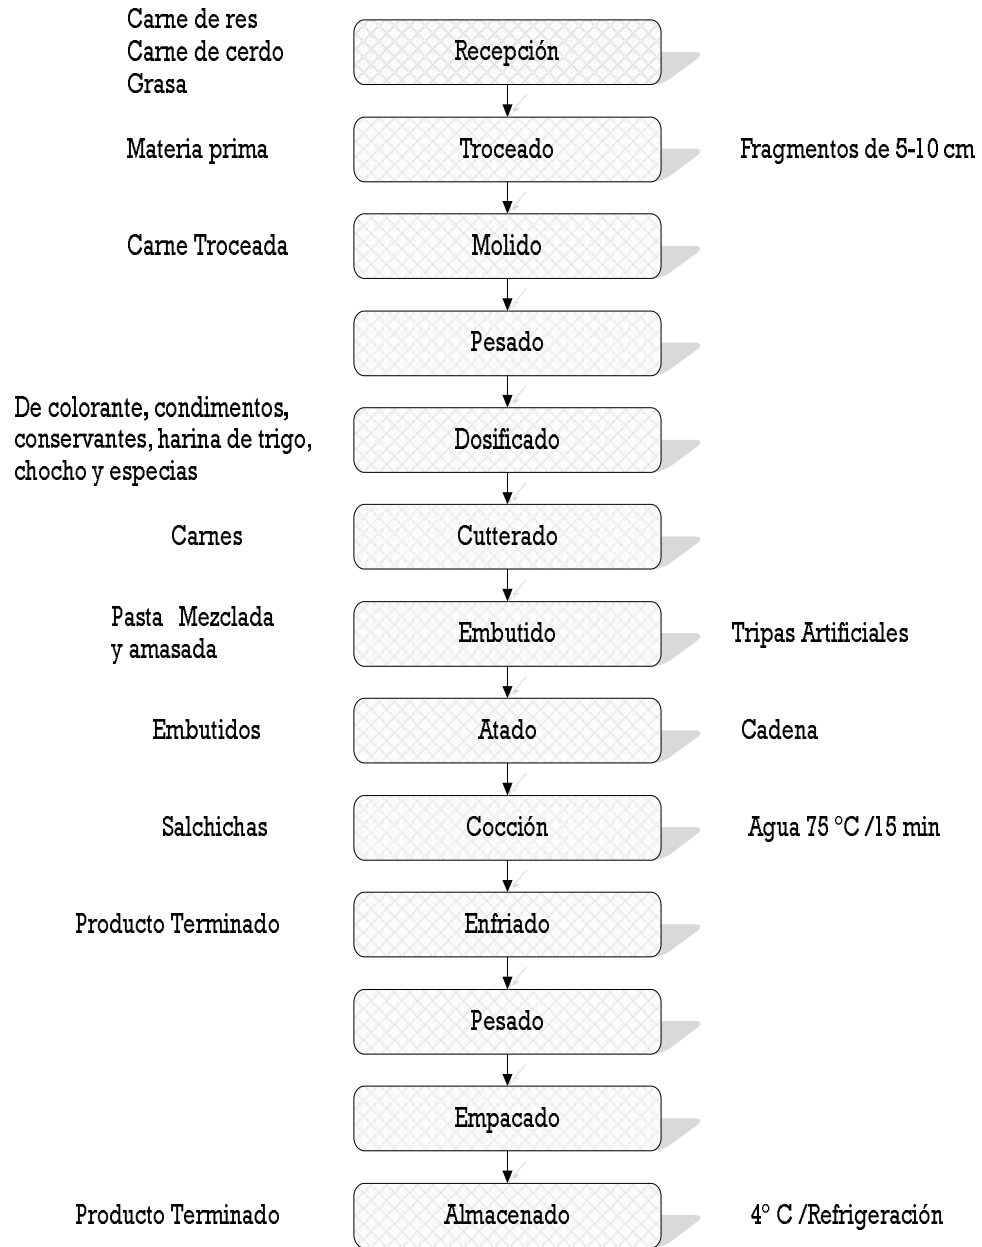 Carne de res
Carne de cerdo
Grasa
Recepción
Materia prima
Troceado
Fragmentos de 5-10 cm
Carne Troceada
Molido
Pesado
De colorante, condimentos,
conservantes, harina de trigo,
chocho y especias
Dosificado
Carnes
Cutterado
Pasta Mezclada
y amasada
Embutido
Tripas Artificiales
Embutidos
Atado
Cadena
Salchichas
Cocción
Agua 75 °C /15 min
Producto Terminado
Enfriado
Pesado
Empacado
Producto Terminado
Almacenado
4° C /Refrigeración